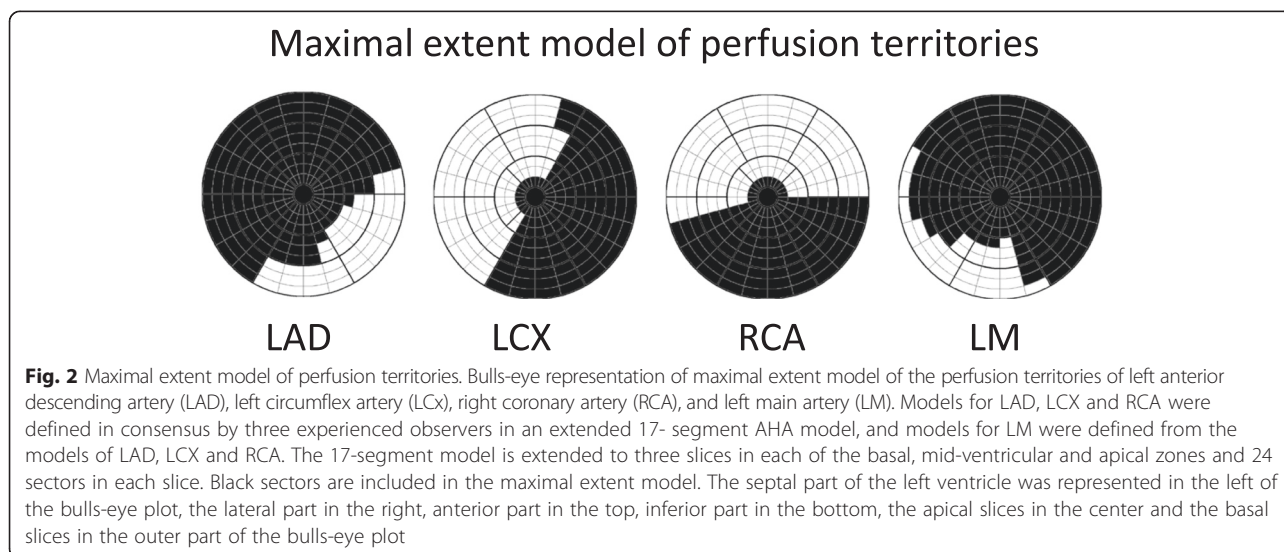 Maximal extent model of perfusion territories
LAD LCX RCA LM
Fig. 2 Maximal extent model of perfusion territories. Bulls-eye representation of maximal extent model of the perfusion territories of left anterior
descending artery (LAD), left circumflex artery (LCx), right coronary artery (RCA), and left main artery (LM). Models for LAD, LCX and RCA were
defined in consensus by three experienced observers in an extended 17- segment AHA model, and models for LM were defined from the
models of LAD, LCX and RCA. The 17-segment model is extended to three slices in each of the basal, mid-ventricular and apical zones and 24
sectors in each slice. Black sectors are included in the maximal extent model. The septal part of the left ventricle was represented in the left of
the bulls-eye plot, the lateral part in the right, anterior part in the top, inferior part in the bottom, the apical slices in the center and the basal
slices in the outer part of the bulls-eye plot